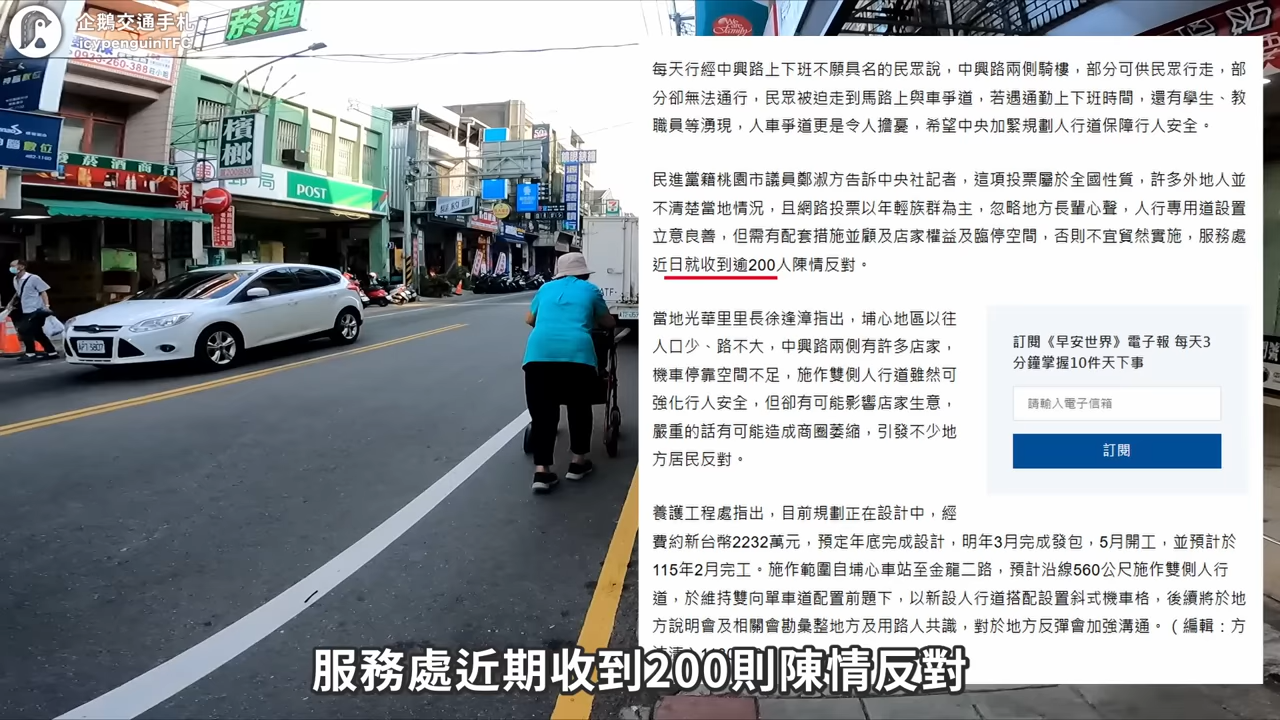 企鵝交通手札
icypenguinTFC
菸酒
0933-260-388
檳榔
神腦數位
菸酒商行
郵局
POST
每天行經中興路上下班不願具名的民眾說，中興路兩側騎樓，部分可供民眾行走，部
分卻無法通行，民眾被迫走到馬路上與車爭道，若遇通勤上下班時間，還有學生、教
職員等湧現，人車爭道更是令人擔憂，希望中央加緊規劃人行道保障行人安全。
民進黨籍桃園市議員鄭淑方告訴中央社記者，這項投票屬於全國性質，許多外地人並
不清楚當地情況，且網路投票以年輕族群為主，忽略地方長輩心聲，人行專用道設置
立意良善，但需有配套措施並顧及店家權益及臨停空間，否則不宜貿然實施，服務處
近日就收到逾200人陳情反對。
當地光華里里長徐逢漳指出，埔心地區以往
人口少、路不大，中興路兩側有許多店家，
機車停靠空間不足，施作雙側人行道雖然可
強化行人安全，但卻有可能影響店家生意，
嚴重的話有可能造成商圈萎縮，引發不少地
方居民反對。
訂閱《早安世界》電子報 每天3
分鐘掌握10件天下事
請輸入電子信箱
訂閱
養護工程處指出，目前規劃正在設計中，經
費約新台幣2232萬元，預定年底完成設計，明年3月完成發包，5月開工，並預計於
115年2月完工。施作範圍自埔心車站至金龍二路，預計沿線560公尺施作雙側人行
道，於維持雙向單車道配置前題下，以新設人行道搭配設置斜式機車格，後續將於地
方說明會及相關會勘彙整地方及用路人共識，對於地方反彈會加強溝通。（編輯：方
服務處近期收到200則陳情反對